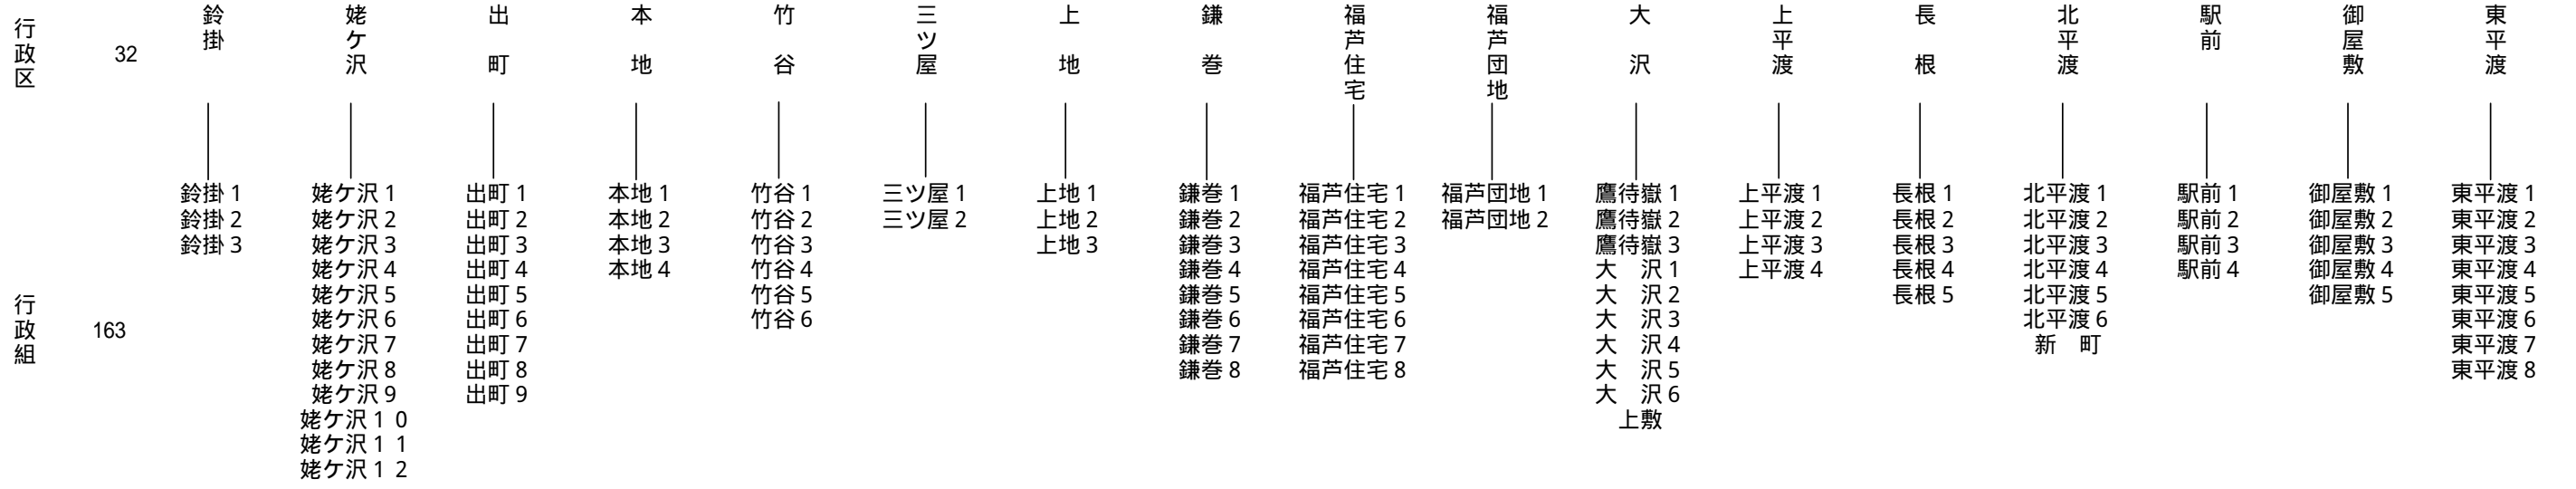 行政区 32 鈴掛 姥ケ沢 出町 本地 竹谷 三ツ屋 上地 鎌巻 福芦住宅 福芦団地 大沢 上平渡 長根 北平渡 駅前 御屋敷 東平渡
行政組 163
鈴掛1 姥ケ沢1 出町1 本地1 竹谷1 三ツ屋1 上地1 鎌巻1 福芦住宅1 福芦団地1 鷹待嶽1 上平渡1 長根1 北平渡1 駅前1 御屋敷1 東平渡1
鈴掛2 姥ケ沢2 出町2 本地2 竹谷2 三ツ屋2 上地2 鎌巻2 福芦住宅2 福芦団地2 鷹待嶽2 上平渡2 長根2 北平渡2 駅前2 御屋敷2 東平渡2
鈴掛3 姥ケ沢3 出町3 本地3 竹谷3 上地3 鎌巻3 福芦住宅3 鷹待嶽3 上平渡3 長根3 北平渡3 駅前3 御屋敷3 東平渡3
姥ケ沢4 出町4 本地4 竹谷4 鎌巻4 福芦住宅4 大　沢1 上平渡4 長根4 北平渡4 駅前4 御屋敷4 東平渡4
姥ケ沢5 出町5 竹谷5 鎌巻5 福芦住宅5 大　沢2 長根5 北平渡5 御屋敷5 東平渡5
姥ケ沢6 出町6 竹谷6 鎌巻6 福芦住宅6 大　沢3 北平渡6 東平渡6
姥ケ沢7 出町7 鎌巻7 福芦住宅7 大　沢4 新　町 東平渡7
姥ケ沢8 出町8 鎌巻8 福芦住宅8 大　沢5 東平渡8
姥ケ沢9 出町9 大　沢6
姥ケ沢10 上敷
姥ケ沢11
姥ケ沢12